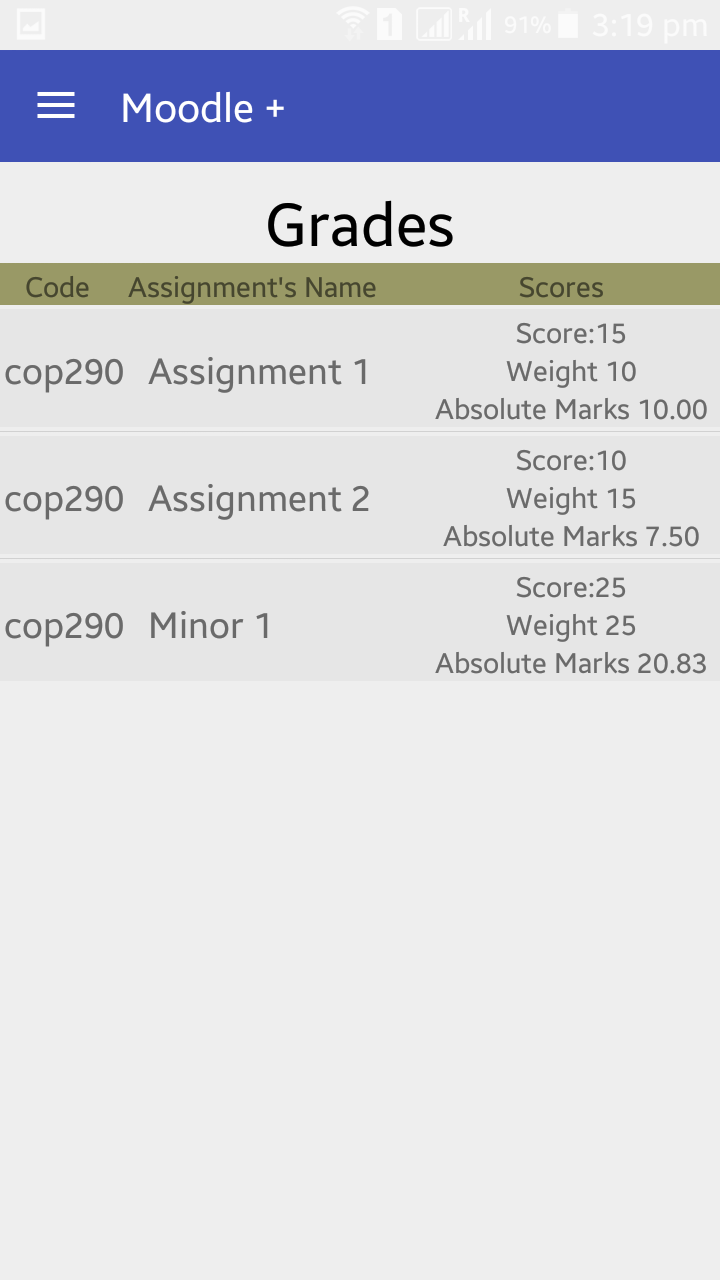 1 R 91% 3:19 pm
Moodle +
Grades
Code Assignment's Name Scores
cop290 Assignment 1 Score:15
Weight 10
Absolute Marks 10.00
cop290 Assignment 2 Score:10
Weight 15
Absolute Marks 7.50
cop290 Minor 1 Score:25
Weight 25
Absolute Marks 20.83